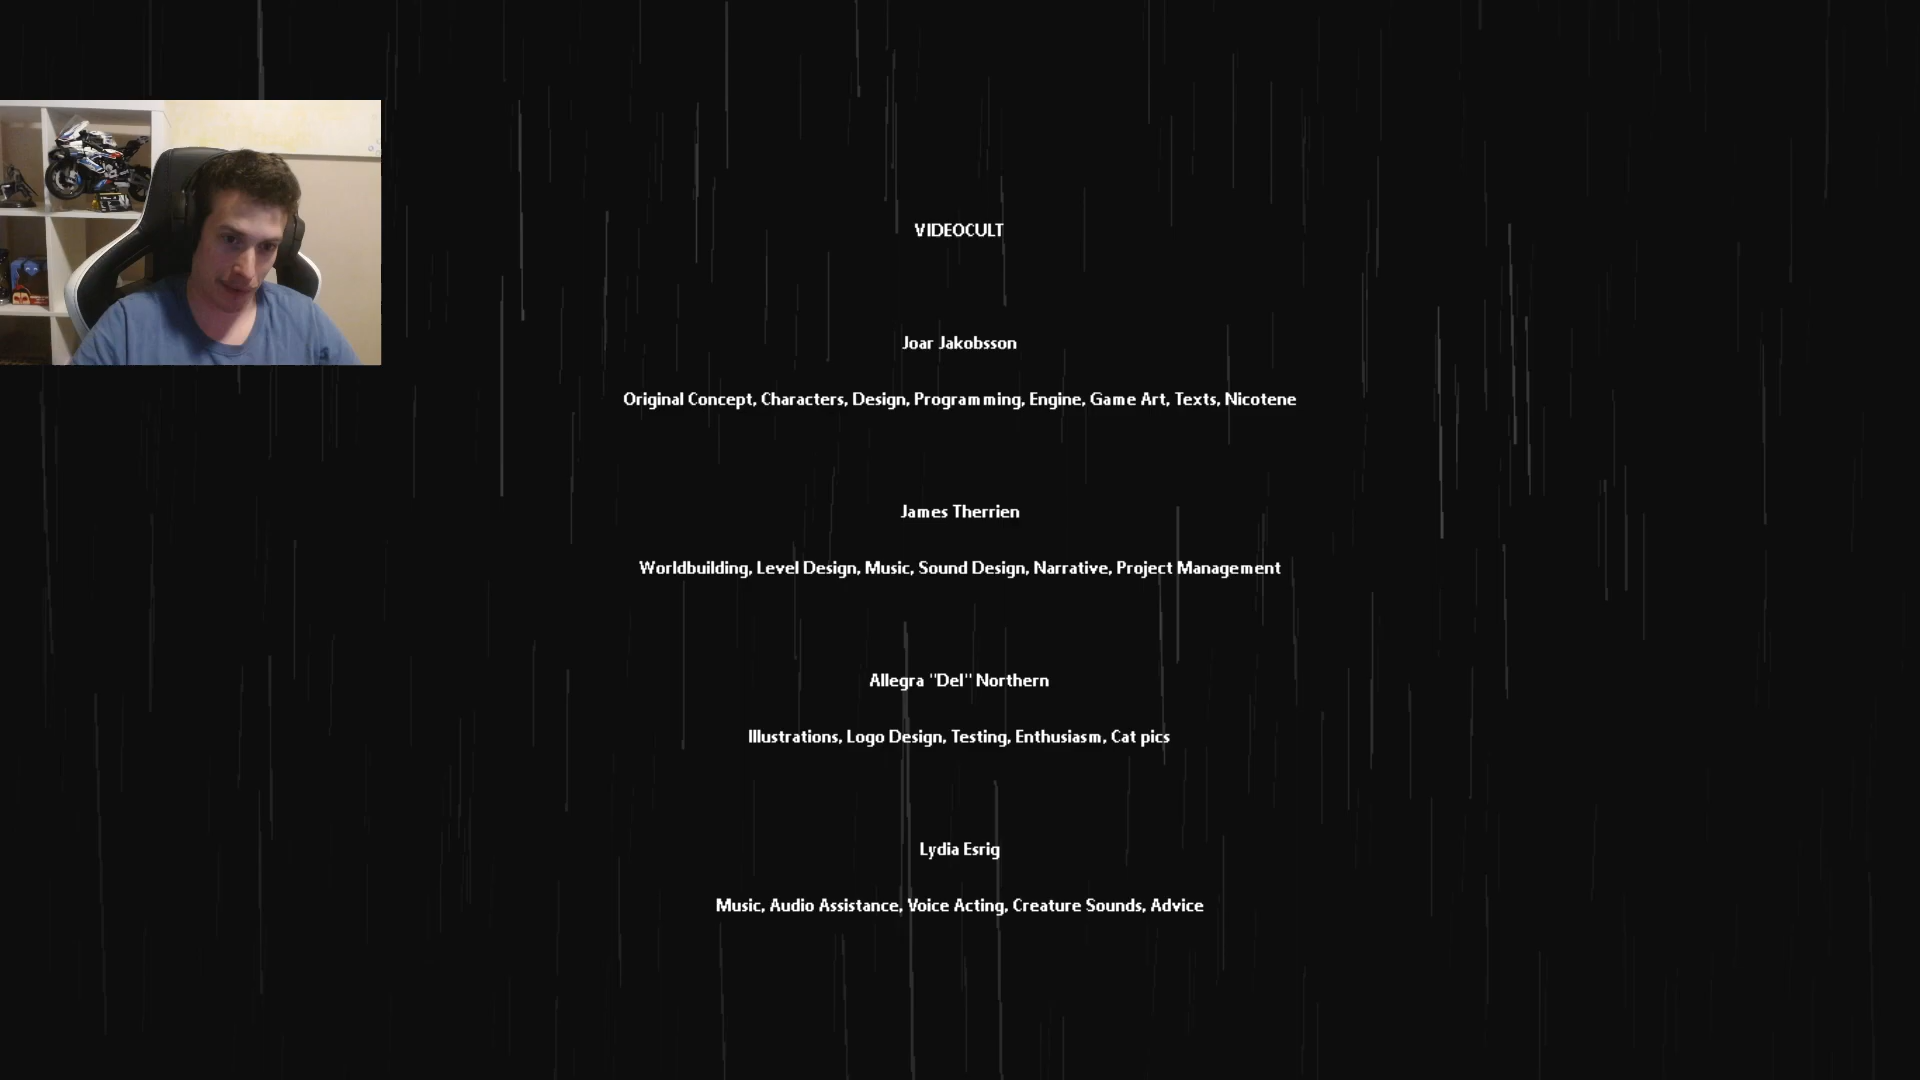 VIDEOCULT
Joar Jakobsson
Original Concept, Characters, Design, Programming, Engine, Game Art, Texts, Nicotene
James Therrien
Worldbuilding, Level Design, Music, Sound Design, Narrative, Project Management
Allegra "Del" Northern
Illustrations, Logo Design, Testing, Enthusiasm, Cat pics
Lydia Esrig
Music, Audio Assistance, Voice Acting, Creature Sounds, Advice